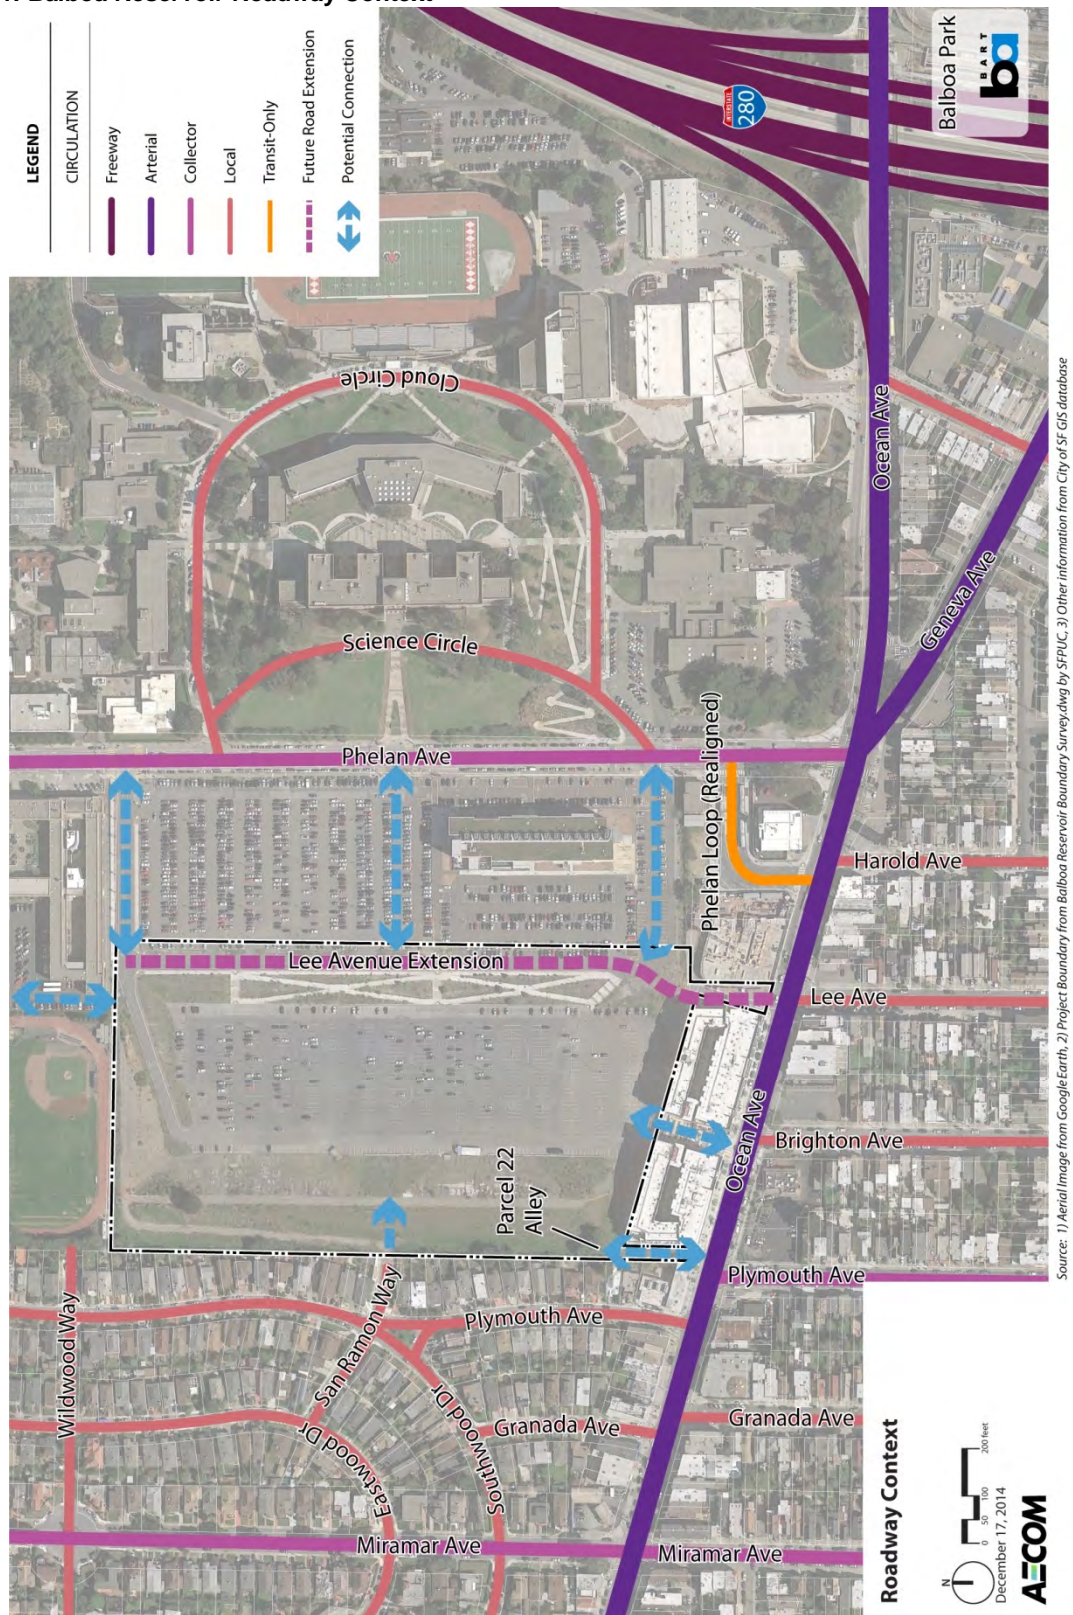 LEGEND
CIRCULATION
Freeway
Arterial
Collector
Local
Transit-Only
Future Road Extension
Potential Connection
Balboa Park
BART
ba
INTERSTATE
280
Cloud Circle
Science Circle
Ocean Ave
Geneva Ave
Phelan Ave
Phelan Loop (Realigned)
Harold Ave
Lee Avenue Extension
Lee Ave
Brighton Ave
Ocean Ave
Parcel 22
Alley
Plymouth Ave
Wildwood Way
San Ramon Way
Plymouth Ave
Eastwood Dr
Southwood Dr
Granada Ave
Granada Ave
Miramar Ave
Miramar Ave
Roadway Context
N
0 50 100 200 feet
December 17, 2014
AECOM
Source: 1) Aerial Image from Google Earth, 2) Project Boundary from Balboa Reservoir Boundary Survey.dwg by SFPUC, 3) Other information from City of SF GIS database